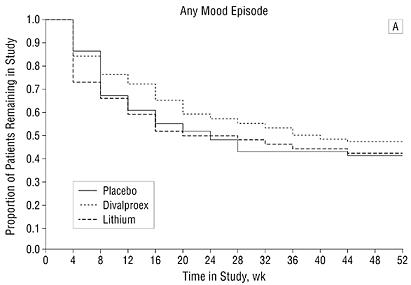 Any Mood Episode
A
Proportion of Patients Remaining in Study
1.0
0.9
0.8
0.7
0.6
0.5
0.4
0.3
0.2
0.1
0.0
Placebo
Divalproex
Lithium
0 4 8 12 16 20 24 28 32 36 40 44 48 52
Time in Study, wk